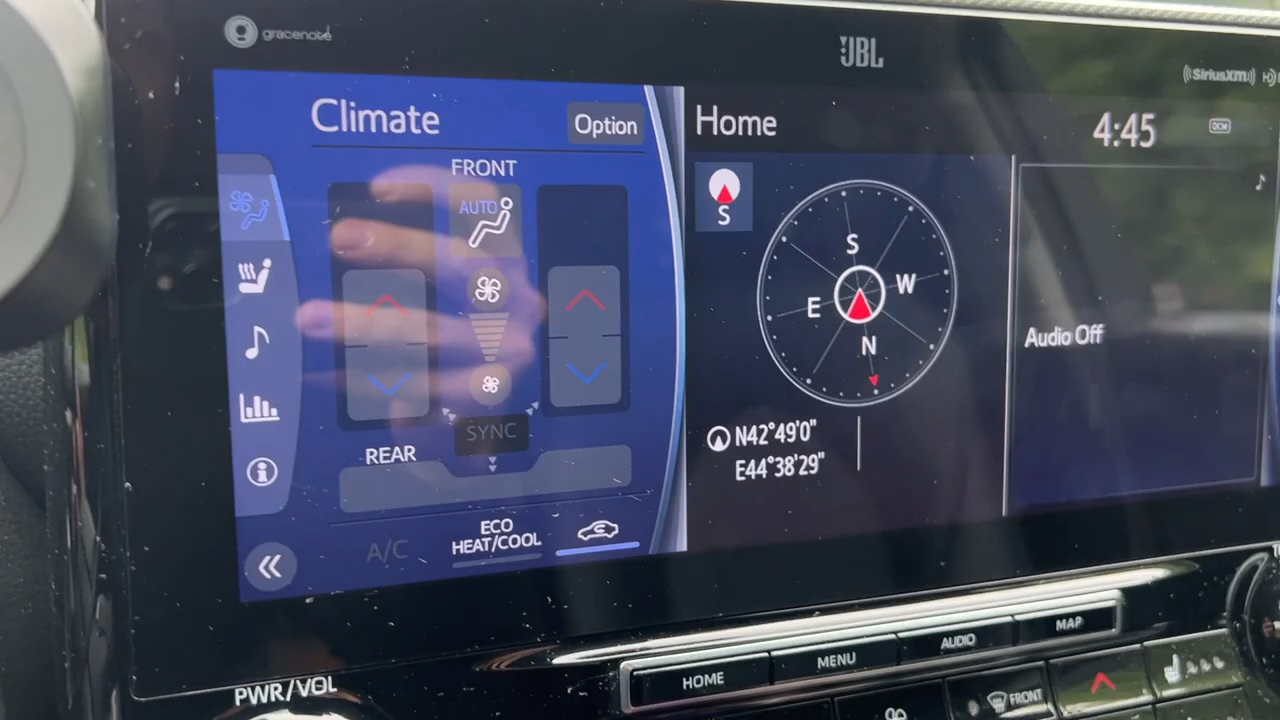 gracenote
JBL
SiriusXM
Climate
Option
Home
4:45
DCM
FRONT
AUTO
S
S
W
E
N
Audio Off
SYNC
N42°49'0"
E44°38'29"
REAR
A/C
ECO
HEAT/COOL
HOME
MENU
AUDIO
MAP
PWR/VOL
FRONT